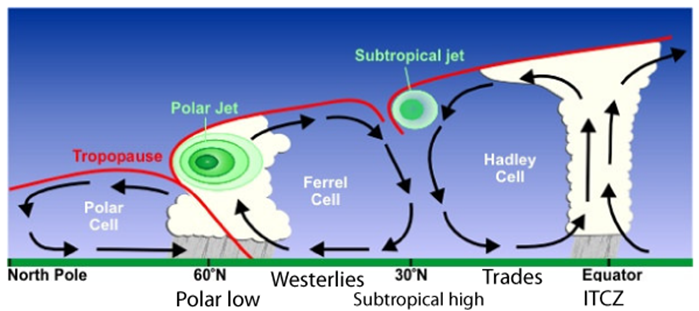 Subtropical jet
Polar Jet
Tropopause
Hadley
Cell
Ferrel
Cell
Polar
Cell
North Pole
60°N
Westerlies
30°N
Trades
Equator
Polar low
Subtropical high
ITCZ